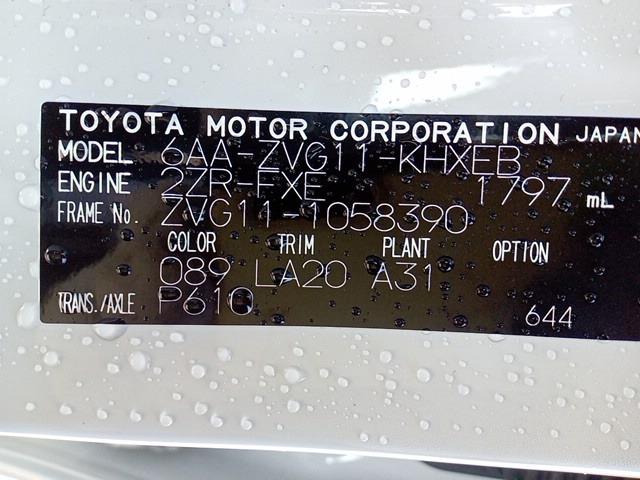 TOYOTA MOTOR CORPORATION JAPAN
MODEL 6AA-ZVG11-KHXEB
ENGINE 2ZR-FXE 1797 mL
FRAME No. ZVG11-1058390
COLOR TRIM PLANT OPTION
089 LA20 A31
TRANS./AXLE P610
644